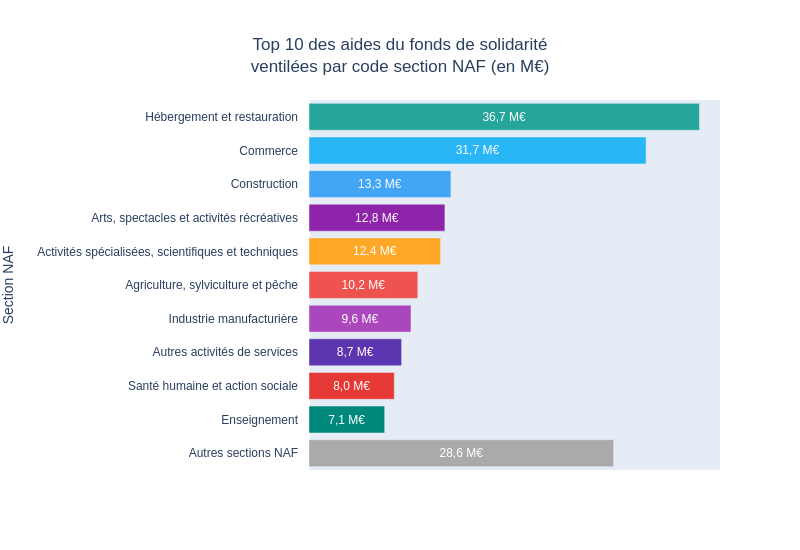 Top 10 des aides du fonds de solidarité
ventilées par code section NAF (en M€)
Section NAF
Hébergement et restauration 36,7 M€
Commerce 31,7 M€
Construction 13,3 M€
Arts, spectacles et activités récréatives 12,8 M€
Activités spécialisées, scientifiques et techniques 12,4 M€
Agriculture, sylviculture et pêche 10,2 M€
Industrie manufacturière 9,6 M€
Autres activités de services 8,7 M€
Santé humaine et action sociale 8,0 M€
Enseignement 7,1 M€
Autres sections NAF 28,6 M€